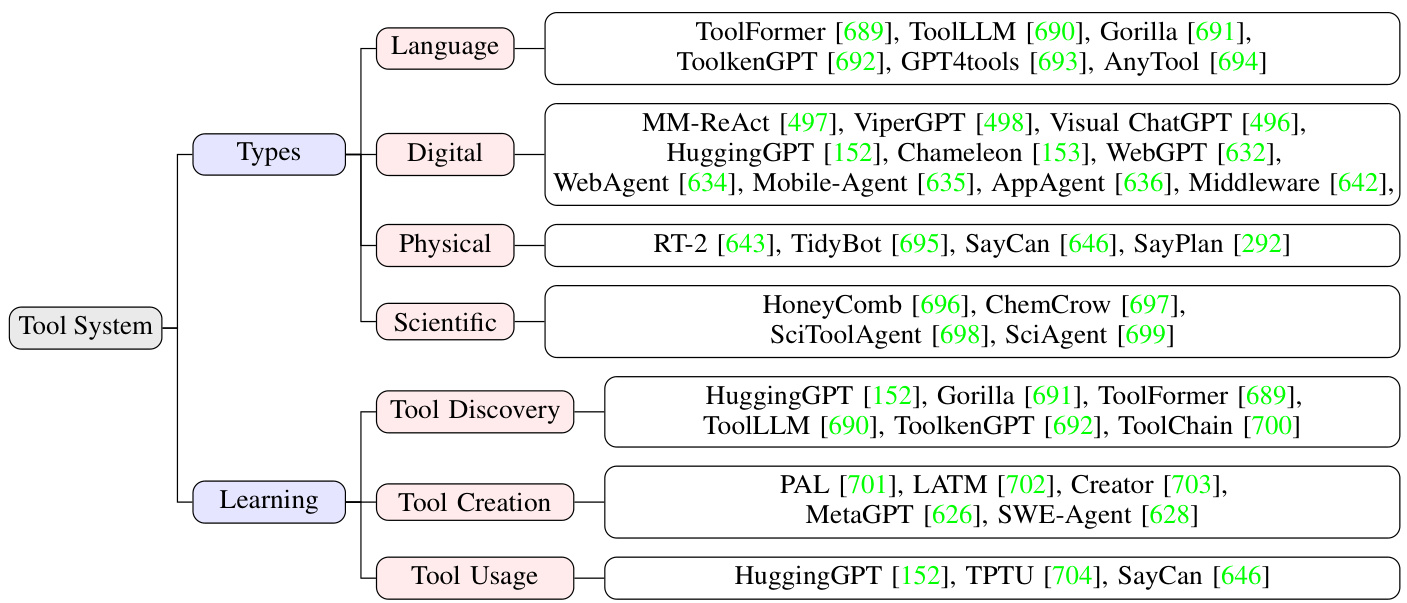 Language
ToolFormer [689], ToolLLM [690], Gorilla [691],
ToolkenGPT [692], GPT4tools [693], AnyTool [694]
Types
Digital
MM-ReAct [497], ViperGPT [498], Visual ChatGPT [496],
HuggingGPT [152], Chameleon [153], WebGPT [632],
WebAgent [634], Mobile-Agent [635], AppAgent [636], Middleware [642],
Physical
RT-2 [643], TidyBot [695], SayCan [646], SayPlan [292]
Tool System
Scientific
HoneyComb [696], ChemCrow [697],
SciToolAgent [698], SciAgent [699]
Tool Discovery
HuggingGPT [152], Gorilla [691], ToolFormer [689],
ToolLLM [690], ToolkenGPT [692], ToolChain [700]
Learning
Tool Creation
PAL [701], LATM [702], Creator [703],
MetaGPT [626], SWE-Agent [628]
Tool Usage
HuggingGPT [152], TPTU [704], SayCan [646]